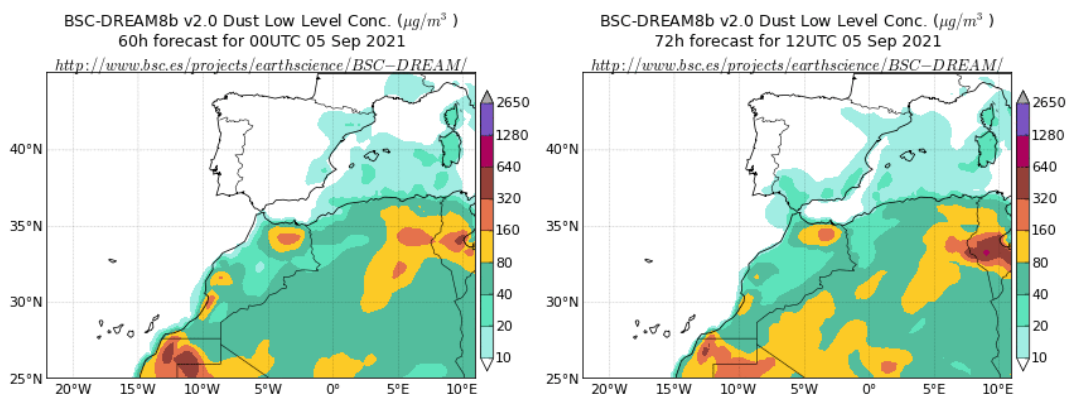 BSC-DREAM8b v2.0 Dust Low Level Conc. (μg/m³ )
60h forecast for 00UTC 05 Sep 2021
http://www.bsc.es/projects/earthscience/BSC−DREAM/
40°N
35°N
30°N
25°N
20°W
15°W
10°W
5°W
0°
5°E
10°E
2650
1280
640
320
160
80
40
20
10
BSC-DREAM8b v2.0 Dust Low Level Conc. (μg/m³ )
72h forecast for 12UTC 05 Sep 2021
http://www.bsc.es/projects/earthscience/BSC−DREAM/
40°N
35°N
30°N
25°N
20°W
15°W
10°W
5°W
0°
5°E
10°E
2650
1280
640
320
160
80
40
20
10